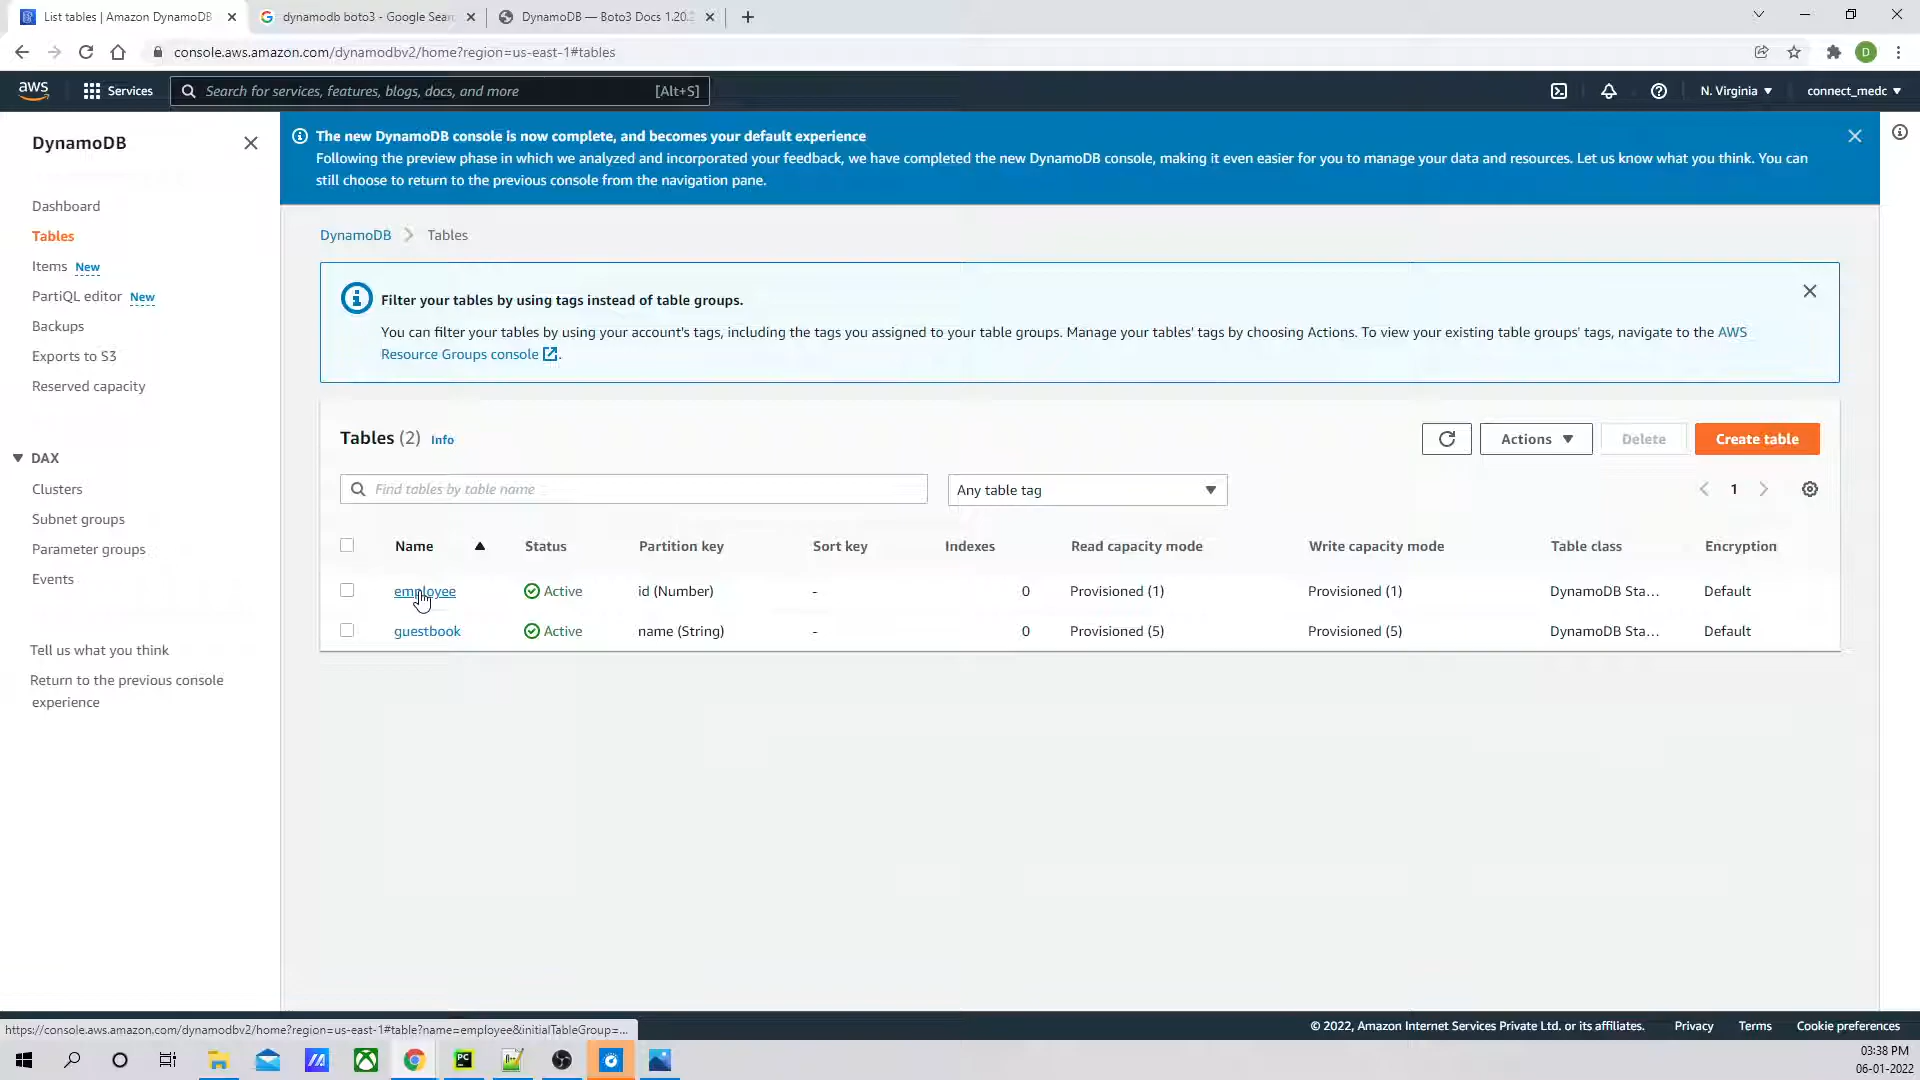 List tables | Amazon DynamoDB
dynamodb boto3 - Google Sear
DynamoDB — Boto3 Docs 1.20.
console.aws.amazon.com/dynamodbv2/home?region=us-east-1#tables
D
aws
Services
Search for services, features, blogs, docs, and more
[Alt+S]
N. Virginia
connect_medc
DynamoDB
Dashboard
Tables
Items New
PartiQL editor New
Backups
Exports to S3
Reserved capacity
DAX
Clusters
Subnet groups
Parameter groups
Events
Tell us what you think
Return to the previous console
experience
The new DynamoDB console is now complete, and becomes your default experience
Following the preview phase in which we analyzed and incorporated your feedback, we have completed the new DynamoDB console, making it even easier for you to manage your data and resources. Let us know what you think. You can
still choose to return to the previous console from the navigation pane.
DynamoDB > Tables
Filter your tables by using tags instead of table groups.
You can filter your tables by using your account's tags, including the tags you assigned to your table groups. Manage your tables' tags by choosing Actions. To view your existing table groups' tags, navigate to the AWS
Resource Groups console.
Tables (2) Info
Actions
Delete
Create table
Find tables by table name
Any table tag
1
Name Status Partition key Sort key Indexes Read capacity mode Write capacity mode Table class Encryption
employee Active id (Number) - 0 Provisioned (1) Provisioned (1) DynamoDB Sta... Default
guestbook Active name (String) - 0 Provisioned (5) Provisioned (5) DynamoDB Sta... Default
https://console.aws.amazon.com/dynamodbv2/home?region=us-east-1#table?name=employee&initialTableGroup=...
© 2022, Amazon Internet Services Private Ltd. or its affiliates. Privacy Terms Cookie preferences
PC
03:38 PM
06-01-2022